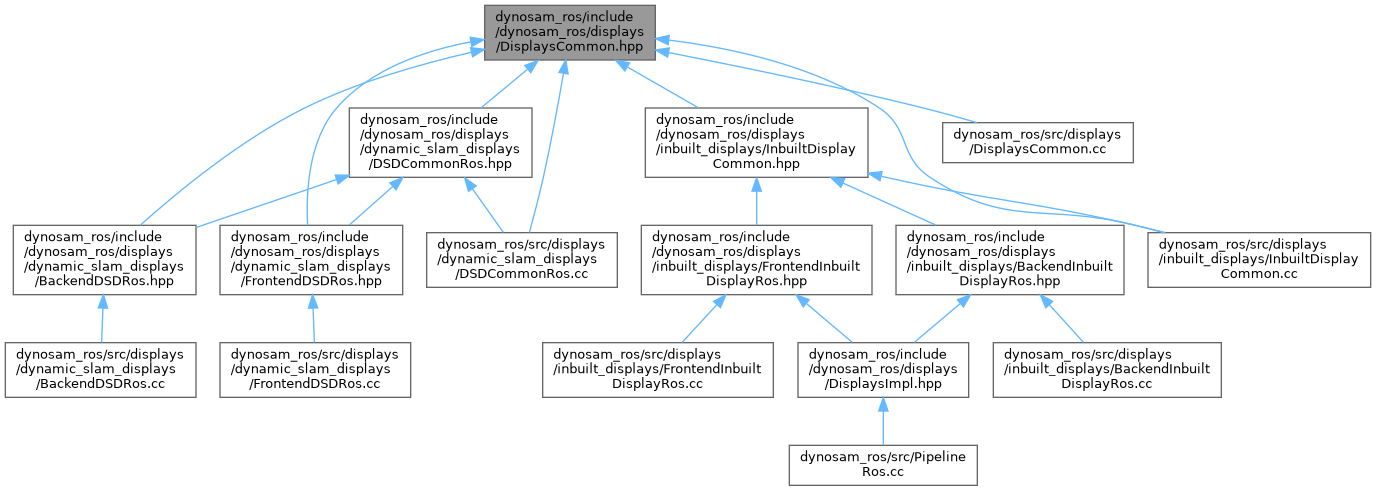 dynosam_ros/include
/dynosam_ros/displays
/DisplaysCommon.hpp
dynosam_ros/include
/dynosam_ros/displays
/dynamic_slam_displays
/DSDCommonRos.hpp
dynosam_ros/include
/dynosam_ros/displays
/inbuilt_displays/InbuiltDisplay
Common.hpp
dynosam_ros/src/displays
/DisplaysCommon.cc
dynosam_ros/include
/dynosam_ros/displays
/dynamic_slam_displays
/BackendDSDRos.hpp
dynosam_ros/include
/dynosam_ros/displays
/dynamic_slam_displays
/FrontendDSDRos.hpp
dynosam_ros/src/displays
/dynamic_slam_displays
/DSDCommonRos.cc
dynosam_ros/include
/dynosam_ros/displays
/inbuilt_displays/FrontendInbuilt
DisplayRos.hpp
dynosam_ros/include
/dynosam_ros/displays
/inbuilt_displays/BackendInbuilt
DisplayRos.hpp
dynosam_ros/src/displays
/inbuilt_displays/InbuiltDisplay
Common.cc
dynosam_ros/src/displays
/dynamic_slam_displays
/BackendDSDRos.cc
dynosam_ros/src/displays
/dynamic_slam_displays
/FrontendDSDRos.cc
dynosam_ros/src/displays
/inbuilt_displays/FrontendInbuilt
DisplayRos.cc
dynosam_ros/include
/dynosam_ros/displays
/DisplaysImpl.hpp
dynosam_ros/src/displays
/inbuilt_displays/BackendInbuilt
DisplayRos.cc
dynosam_ros/src/Pipeline
Ros.cc